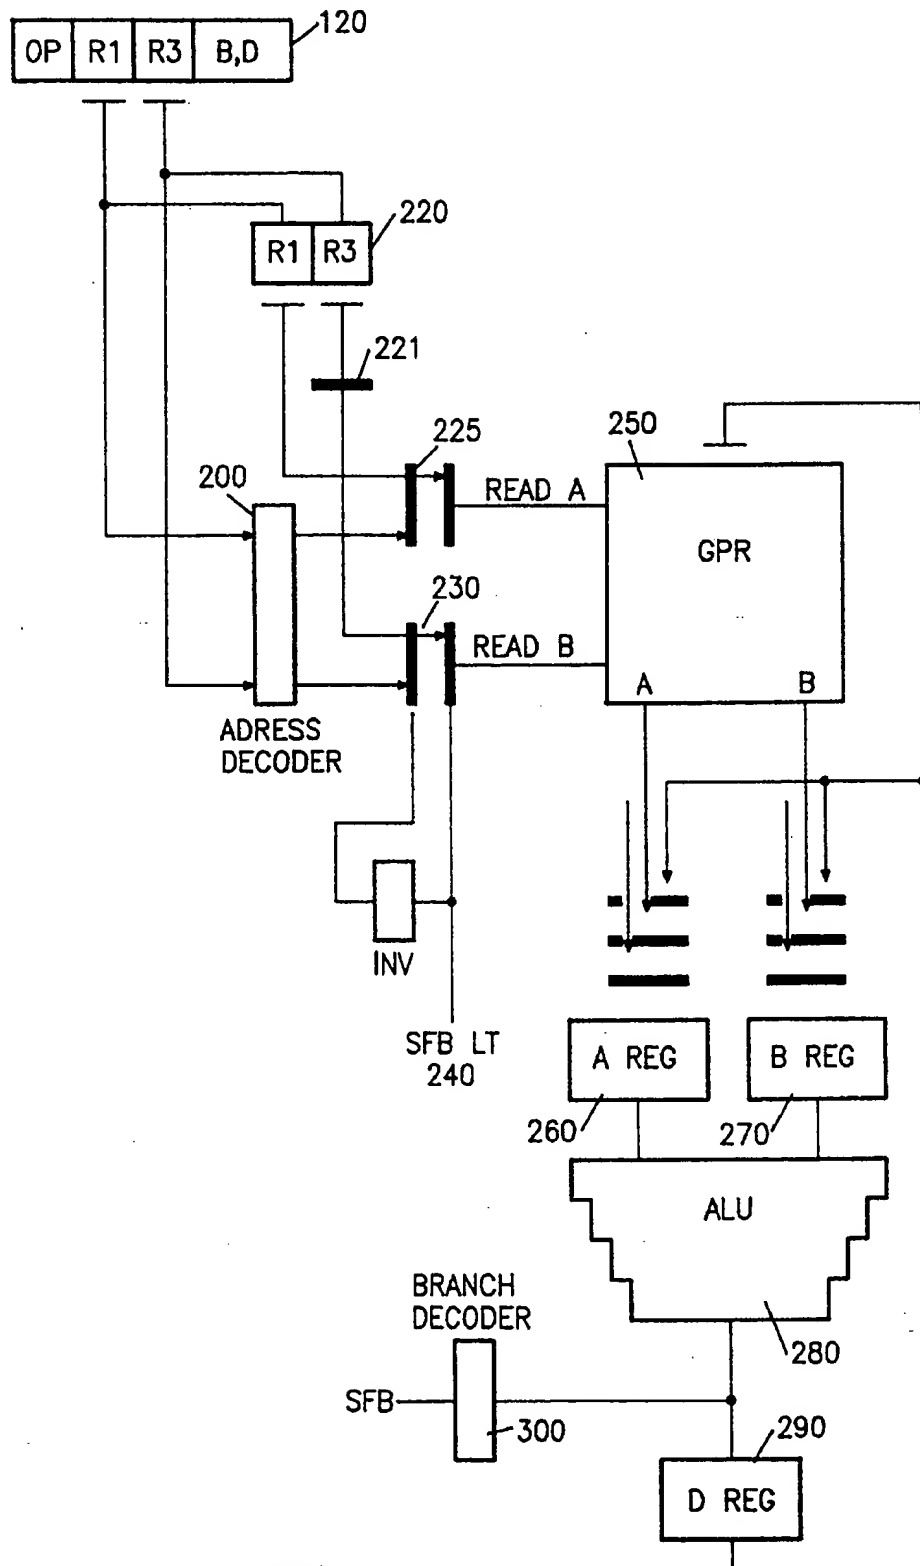 120
OP R1 R3 B,D
220
R1 R3
221
225
250
200
READ A
GPR
230
READ B
A B
ADRESS
DECODER
INV
SFB LT
240
A REG B REG
260 270
ALU
BRANCH
DECODER
280
SFB
300
290
D REG